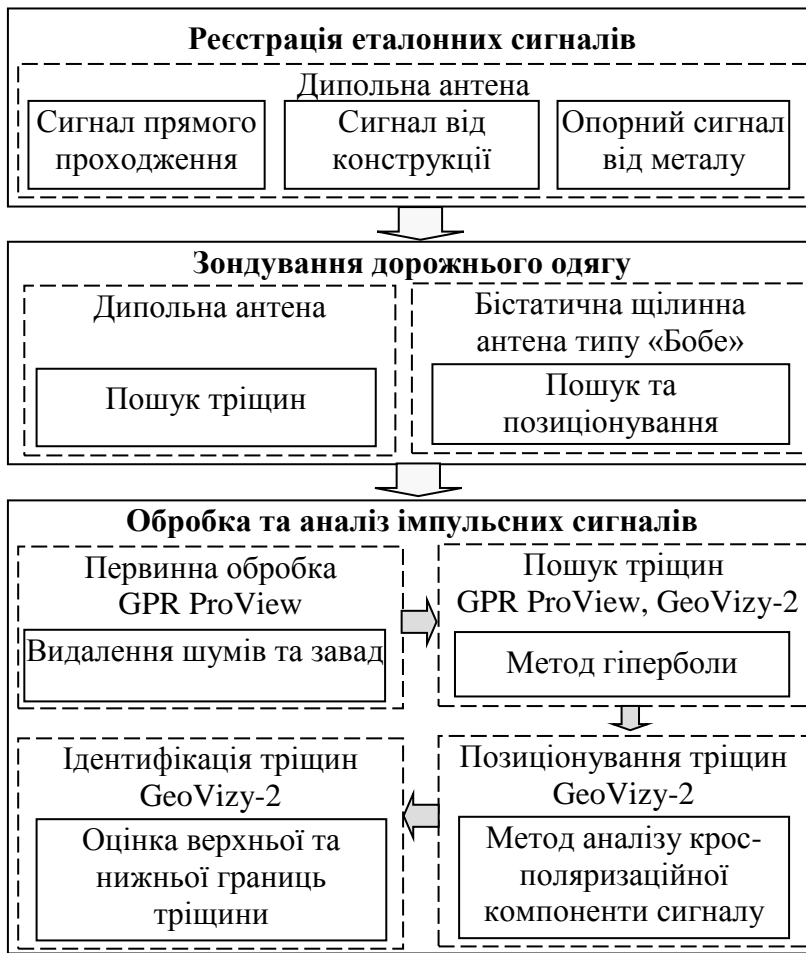 Реєстрація еталонних сигналів
Дипольна антена
Сигнал прямого
проходження
Сигнал від
конструкції
Опорний сигнал
від металу
Зондування дорожнього одягу
Дипольна антена
Пошук тріщин
Бістатична щілинна
антена типу «Бобе»
Пошук та
позиціонування
Обробка та аналіз імпульсних сигналів
Первинна обробка
GPR ProView
Видалення шумів та завад
Пошук тріщин
GPR ProView, GeoVizy-2
Метод гіперболи
Позиціонування тріщин
GeoVizy-2
Метод аналізу крос-
поляризаційної
компоненти сигналу
Ідентифікація тріщин
GeoVizy-2
Оцінка верхньої та
нижньої границь
тріщини